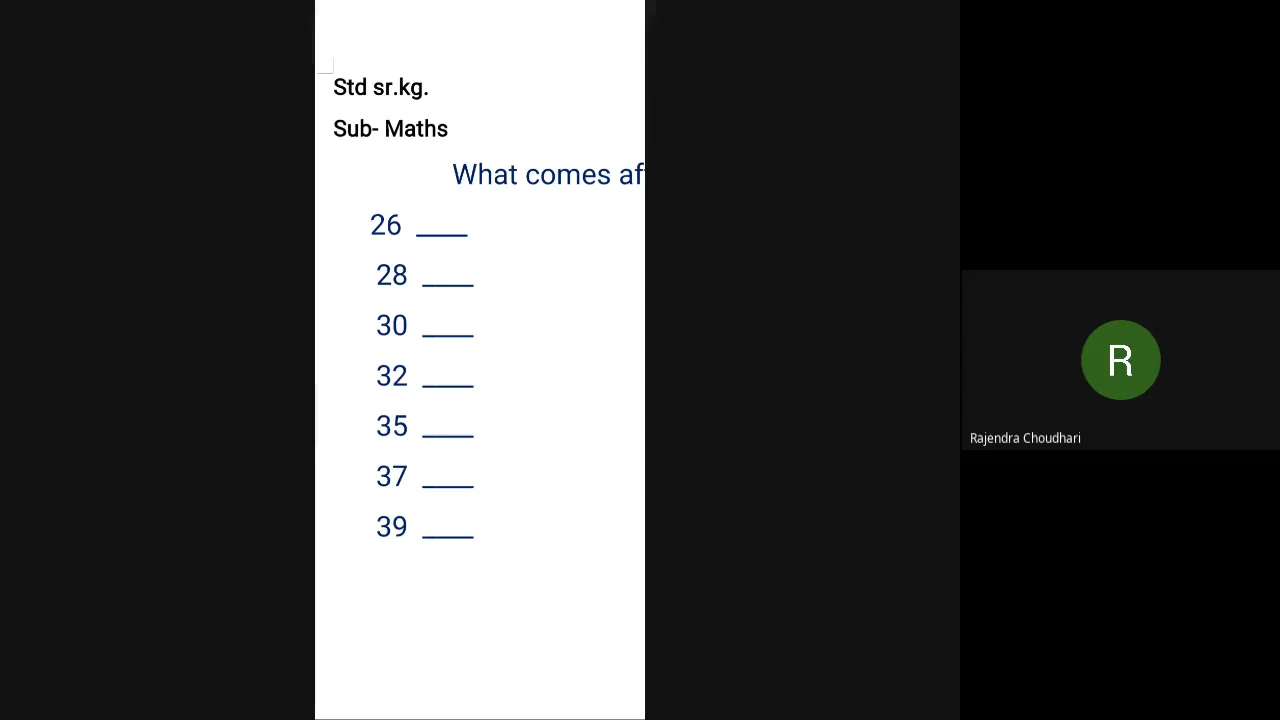 Std sr.kg.
Sub- Maths
What comes af
26 ____
28 ____
30 ____
32 ____
35 ____
37 ____
39 ____
R
Rajendra Choudhari